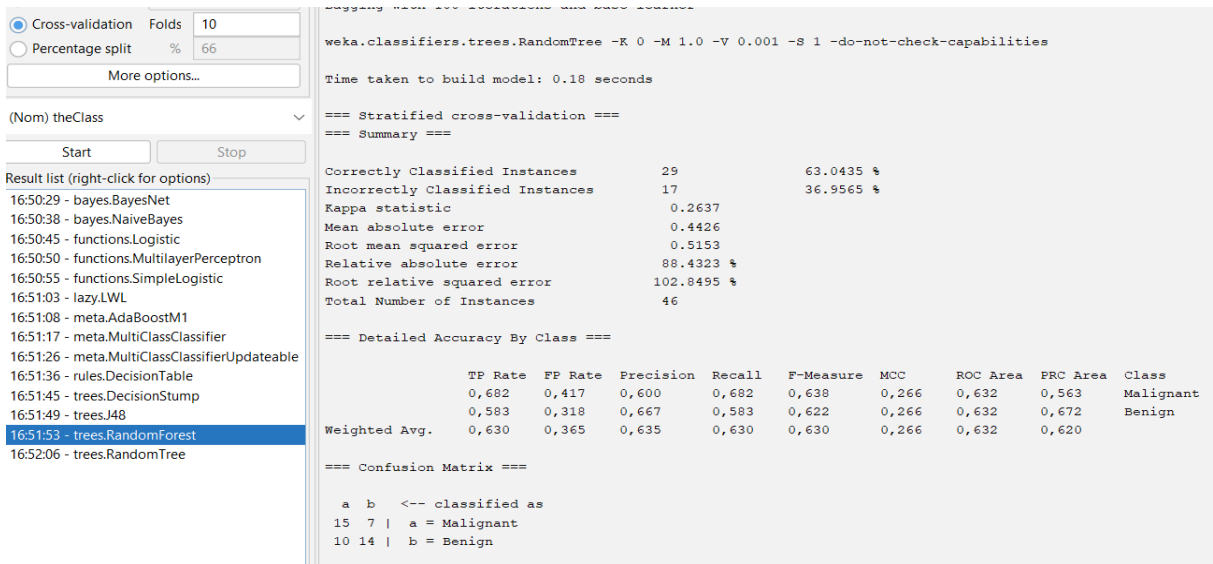 Cross-validation Folds 10
Percentage split % 66
More options...
(Nom) theClass
Start Stop
Result list (right-click for options)
16:50:29 - bayes.BayesNet
16:50:38 - bayes.NaiveBayes
16:50:45 - functions.Logistic
16:50:50 - functions.MultilayerPerceptron
16:50:55 - functions.SimpleLogistic
16:51:03 - lazy.LWL
16:51:08 - meta.AdaBoostM1
16:51:17 - meta.MultiClassClassifier
16:51:26 - meta.MultiClassClassifierUpdateable
16:51:36 - rules.DecisionTable
16:51:45 - trees.DecisionStump
16:51:49 - trees.J48
16:51:53 - trees.RandomForest
16:52:06 - trees.RandomTree
Bagging with 100 iterations and base learner
weka.classifiers.trees.RandomTree -K 0 -M 1.0 -V 0.001 -S 1 -do-not-check-capabilities
Time taken to build model: 0.18 seconds
=== Stratified cross-validation ===
=== Summary ===
Correctly Classified Instances 29 63.0435 %
Incorrectly Classified Instances 17 36.9565 %
Kappa statistic 0.2637
Mean absolute error 0.4426
Root mean squared error 0.5153
Relative absolute error 88.4323 %
Root relative squared error 102.8495 %
Total Number of Instances 46
=== Detailed Accuracy By Class ===
TP Rate FP Rate Precision Recall F-Measure MCC ROC Area PRC Area Class
0,682 0,417 0,600 0,682 0,638 0,266 0,632 0,563 Malignant
0,583 0,318 0,667 0,583 0,622 0,266 0,632 0,672 Benign
Weighted Avg. 0,630 0,365 0,635 0,630 0,630 0,266 0,632 0,620
=== Confusion Matrix ===
a b <-- classified as
15 7 | a = Malignant
10 14 | b = Benign